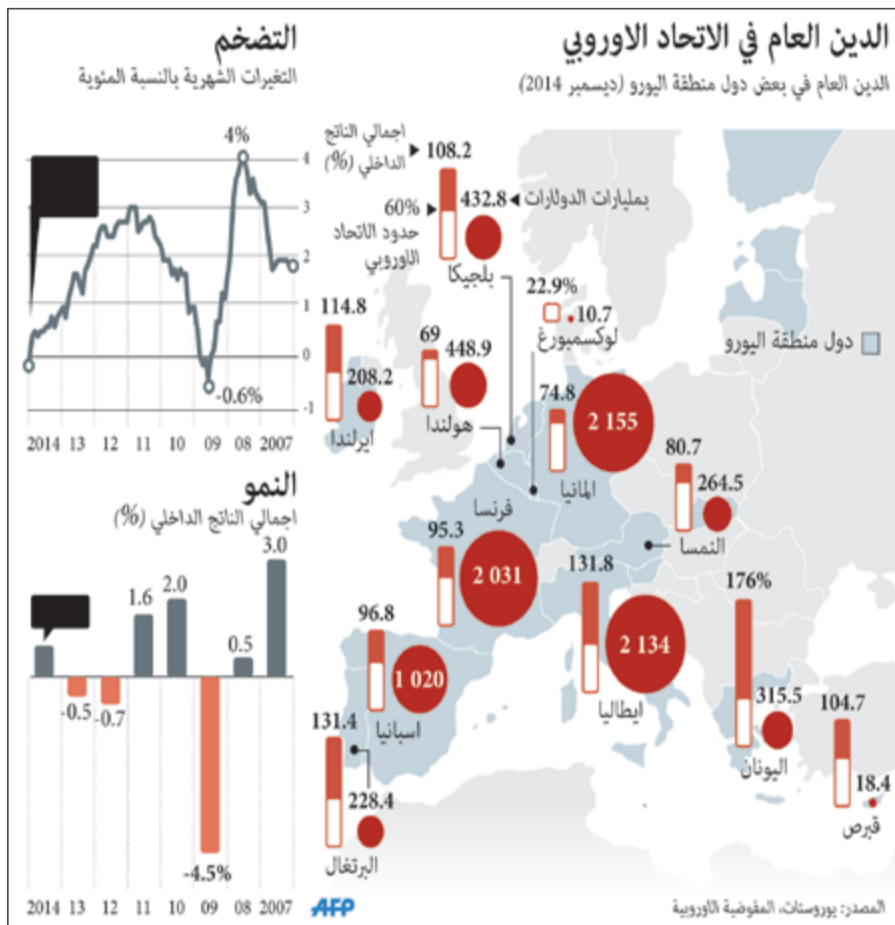 الدين العام في الاتحاد الاوروبي
الدين العام في بعض دول منطقة اليورو (ديسمبر 2014)
اجمالي الناتج
الداخلي (%)
108.2
بمليارات الدولارات
432.8
60%
حدود الاتحاد
الاوروبي
بلجيكا
22.9%
10.7
لوكسمبورغ
دول منطقة اليورو
114.8
208.2
ايرلندا
69
448.9
هولندا
74.8
2 155
المانيا
80.7
264.5
النمسا
فرنسا
95.3
2 031
131.8
2 134
ايطاليا
176%
315.5
اليونان
104.7
18.4
قبرص
96.8
1 020
اسبانيا
131.4
228.4
البرتغال
المصدر: يوروستات، المفوضية الاوروبية
AFP
التضخم
التغيرات الشهرية بالنسبة المئوية
4%
4
3
2
1
0
-1
-0.6%
2014 13 12 11 10 09 08 2007
النمو
اجمالي الناتج الداخلي (%)
3.0
0.5
2.0
1.6
-0.5
-0.7
-4.5%
2014 13 12 11 10 09 08 2007